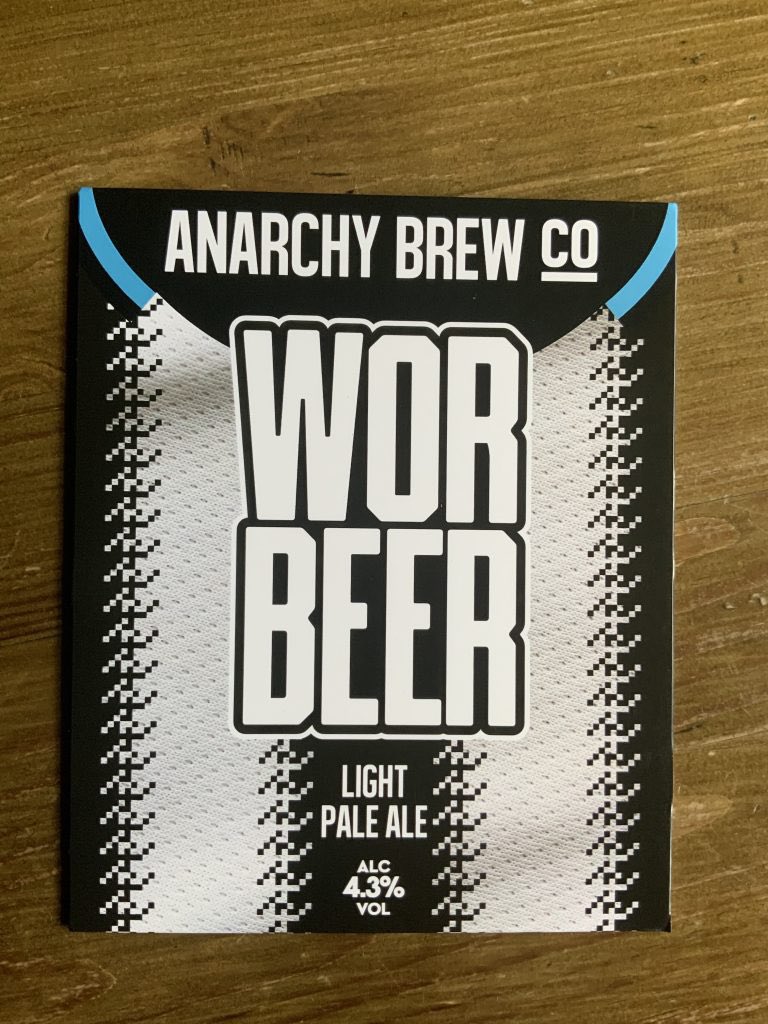 ANARCHY BREW CO
WOR
BEER
LIGHT
PALE ALE
ALC
4.3%
VOL